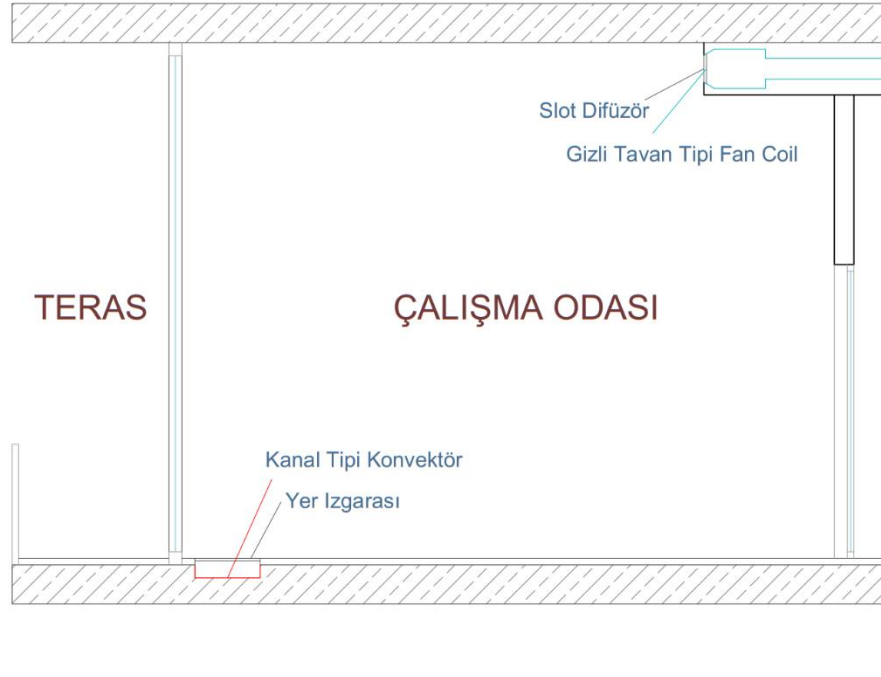 Slot Difüzör
Gizli Tavan Tipi Fan Coil
TERAS
ÇALIŞMA ODASI
Kanal Tipi Konvektör
Yer Izgarası